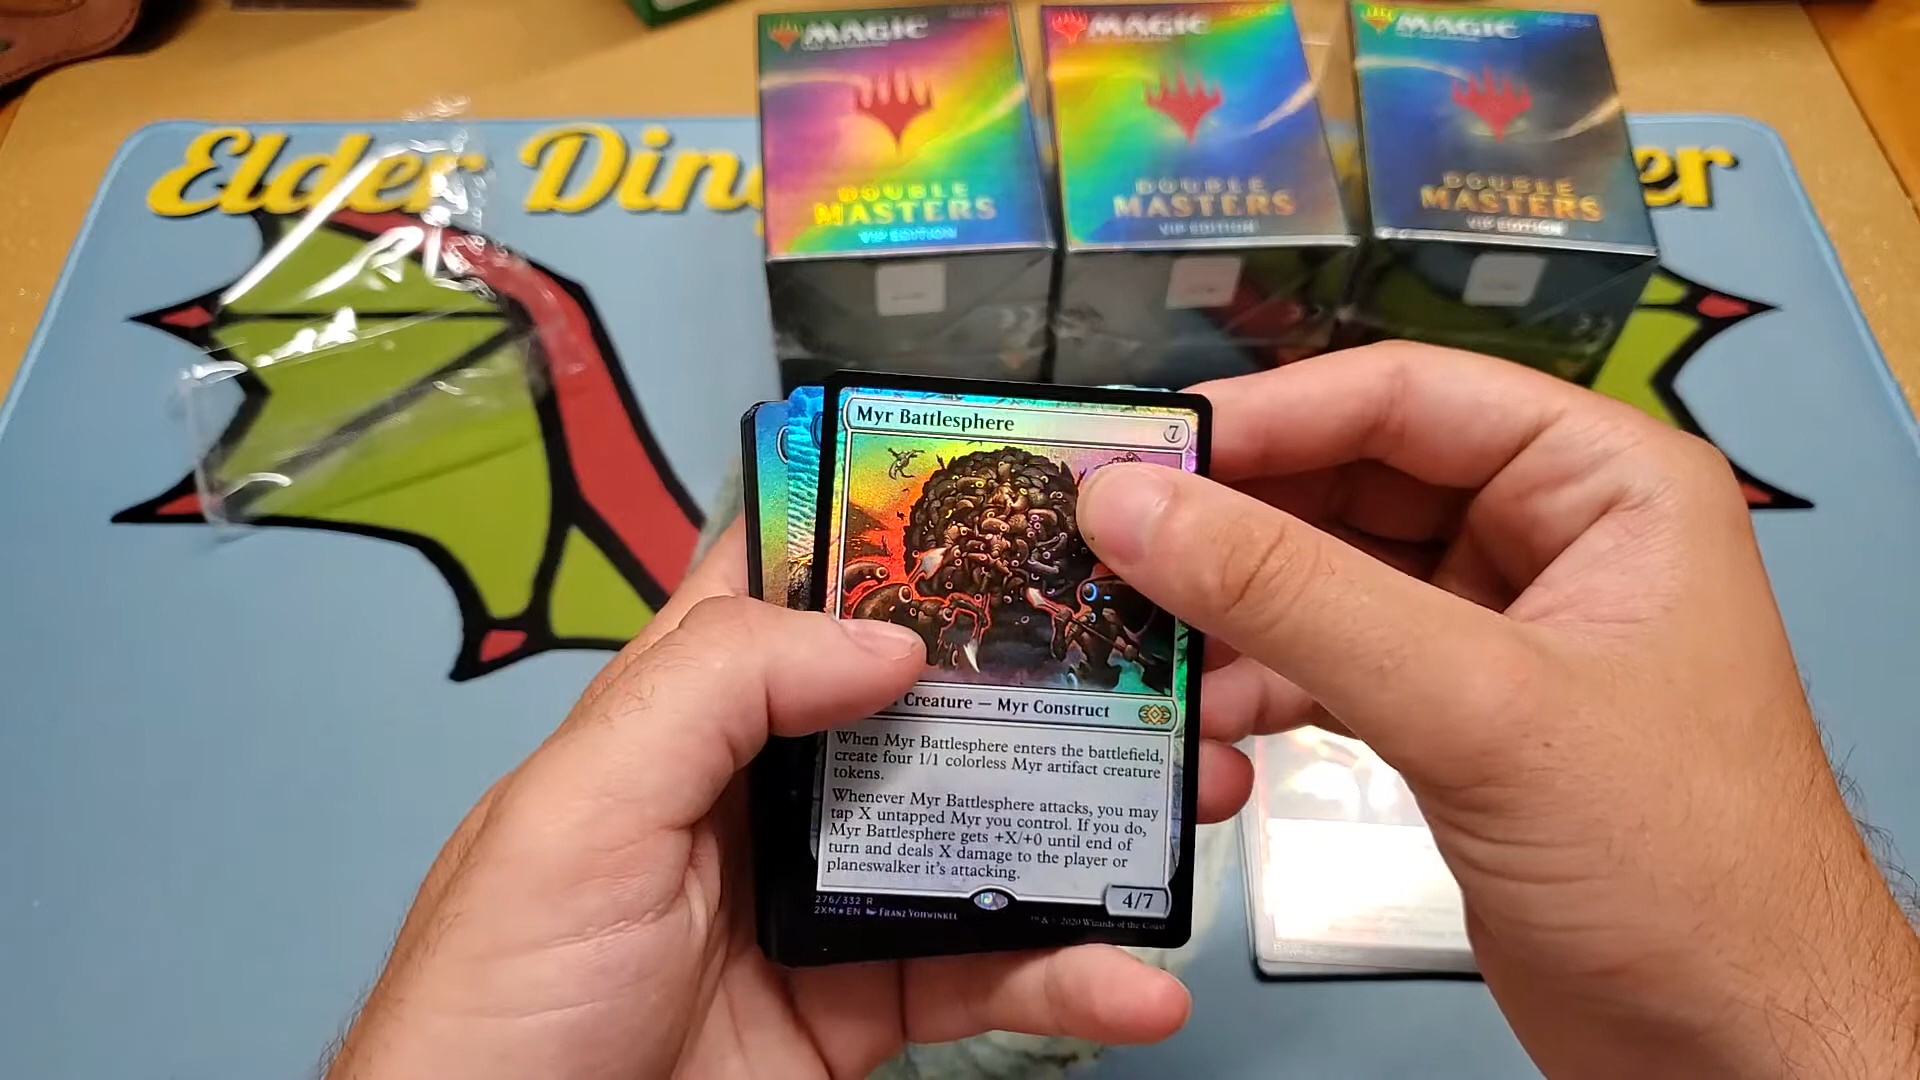 MAGIC
MAGIC
MAGIC
Elder Din
er
DOUBLE
MASTERS
VIP EDITION
DOUBLE
MASTERS
VIP EDITION
DOUBLE
MASTERS
VIP EDITION
Myr Battlesphere
7
Creature — Myr Construct
When Myr Battlesphere enters the battlefield,
create four 1/1 colorless Myr artifact creature
tokens.
Whenever Myr Battlesphere attacks, you may
tap X untapped Myr you control. If you do,
Myr Battlesphere gets +X/+0 until end of
turn and deals X damage to the player or
planeswalker it's attacking.
4/7
276/332 R
2XM★EN Franz Vohwinkel
™ & © 2020 Wizards of the Coast